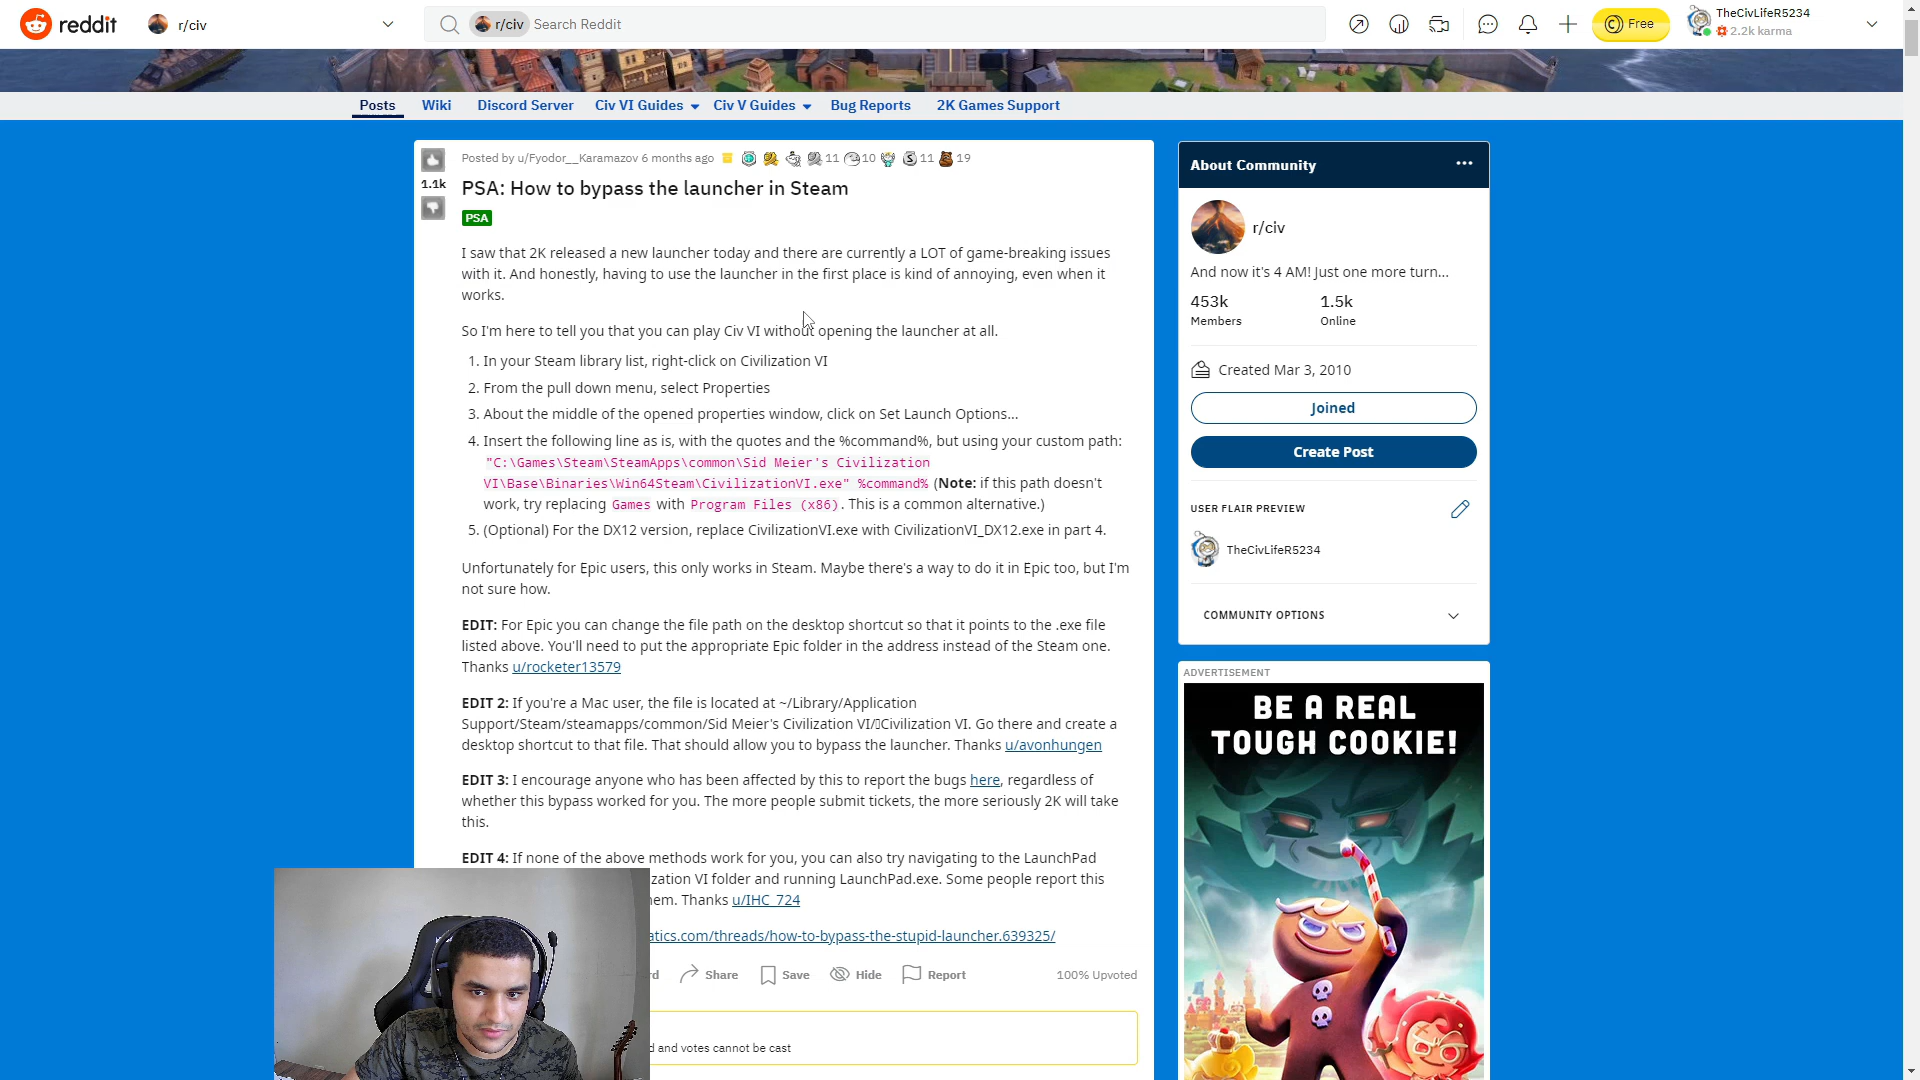 reddit
r/civ
r/civ Search Reddit
Free
TheCivLifeR5234
2.2k karma
Posts Wiki Discord Server Civ VI Guides Civ V Guides Bug Reports 2K Games Support
Posted by u/Fyodor__Karamazov 6 months ago 11 10 11 19
1.1k
PSA: How to bypass the launcher in Steam
PSA
I saw that 2K released a new launcher today and there are currently a LOT of game-breaking issues
with it. And honestly, having to use the launcher in the first place is kind of annoying, even when it
works.
So I'm here to tell you that you can play Civ VI without opening the launcher at all.
1. In your Steam library list, right-click on Civilization VI
2. From the pull down menu, select Properties
3. About the middle of the opened properties window, click on Set Launch Options...
4. Insert the following line as is, with the quotes and the %command%, but using your custom path:
"C:\Games\Steam\SteamApps\common\Sid Meier's Civilization
VI\Base\Binaries\Win64Steam\CivilizationVI.exe" %command% (Note: if this path doesn't
work, try replacing Games with Program Files (x86). This is a common alternative.)
5. (Optional) For the DX12 version, replace CivilizationVI.exe with CivilizationVI_DX12.exe in part 4.
Unfortunately for Epic users, this only works in Steam. Maybe there's a way to do it in Epic too, but I'm
not sure how.
EDIT: For Epic you can change the file path on the desktop shortcut so that it points to the .exe file
listed above. You'll need to put the appropriate Epic folder in the address instead of the Steam one.
Thanks u/rocketer13579
EDIT 2: If you're a Mac user, the file is located at ~/Library/Application
Support/Steam/steamapps/common/Sid Meier's Civilization VI/Civilization VI. Go there and create a
desktop shortcut to that file. That should allow you to bypass the launcher. Thanks u/avonhungen
EDIT 3: I encourage anyone who has been affected by this to report the bugs here, regardless of
whether this bypass worked for you. The more people submit tickets, the more seriously 2K will take
this.
EDIT 4: If none of the above methods work for you, you can also try navigating to the LaunchPad
zation VI folder and running LaunchPad.exe. Some people report this
hem. Thanks u/IHC_724
atics.com/threads/how-to-bypass-the-stupid-launcher.639325/
rd Share Save Hide Report 100% Upvoted
d and votes cannot be cast
About Community
r/civ
And now it's 4 AM! Just one more turn...
453k 1.5k
Members Online
Created Mar 3, 2010
Joined
Create Post
USER FLAIR PREVIEW
TheCivLifeR5234
COMMUNITY OPTIONS
ADVERTISEMENT
BE A REAL
TOUGH COOKIE!